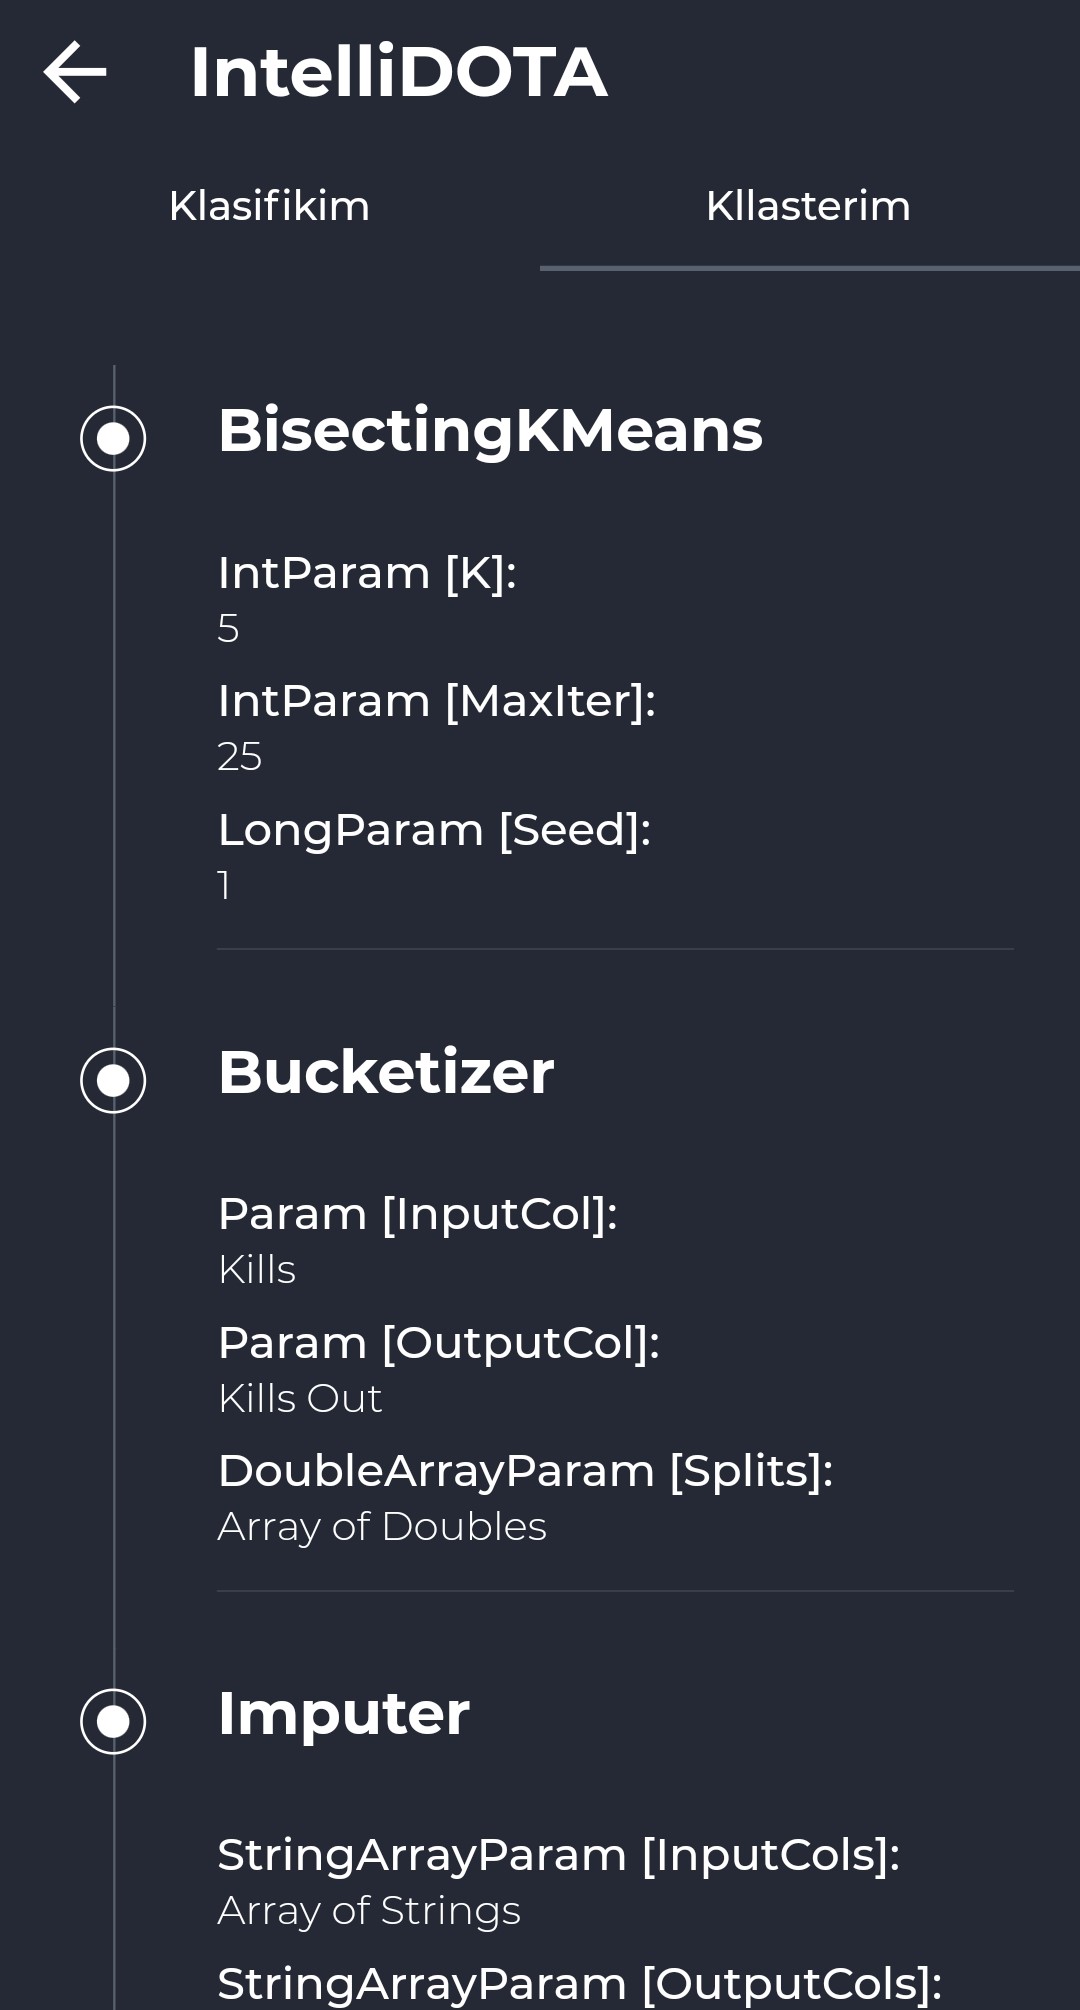 IntelliDOTA
Klasifikim
Kllasterim
BisectingKMeans
IntParam [K]:
5
IntParam [MaxIter]:
25
LongParam [Seed]:
1
Bucketizer
Param [InputCol]:
Kills
Param [OutputCol]:
Kills Out
DoubleArrayParam [Splits]:
Array of Doubles
Imputer
StringArrayParam [InputCols]:
Array of Strings
StringArrayParam [OutputCols]: